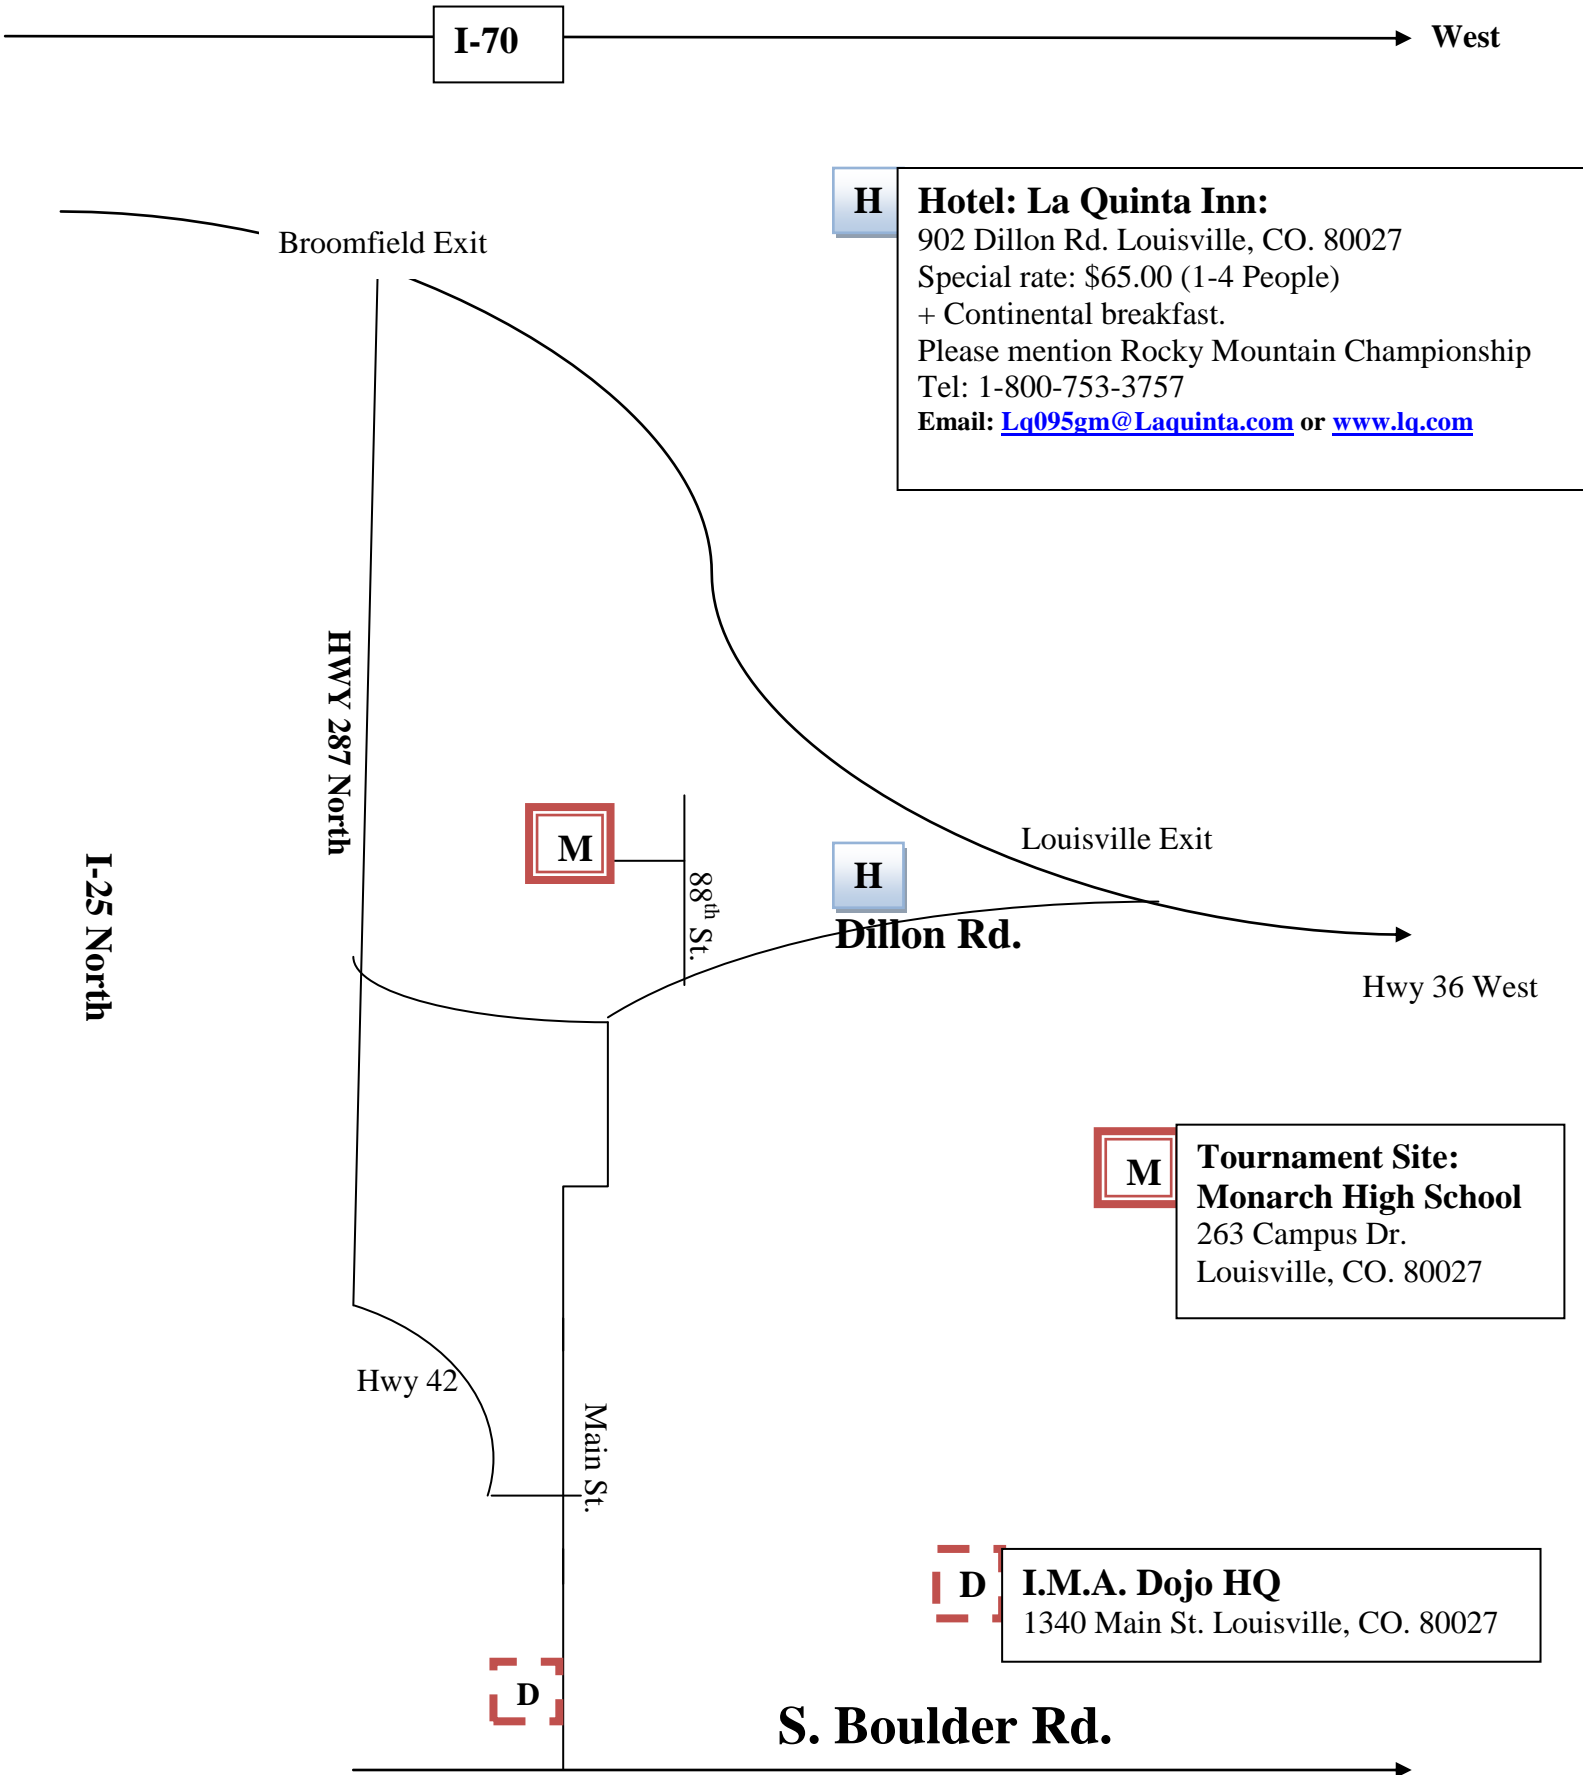 I-70
West
H
Hotel: La Quinta Inn:
902 Dillon Rd. Louisville, CO. 80027
Special rate: $65.00 (1-4 People)
+ Continental breakfast.
Please mention Rocky Mountain Championship
Tel: 1-800-753-3757
Email: Lq095gm@Laquinta.com or www.lq.com
Broomfield Exit
HWY 287 North
I-25 North
M
88th St.
H
Dillon Rd.
Louisville Exit
Hwy 36 West
M
Tournament Site:
Monarch High School
263 Campus Dr.
Louisville, CO. 80027
Hwy 42
Main St.
D
I.M.A. Dojo HQ
1340 Main St. Louisville, CO. 80027
D
S. Boulder Rd.